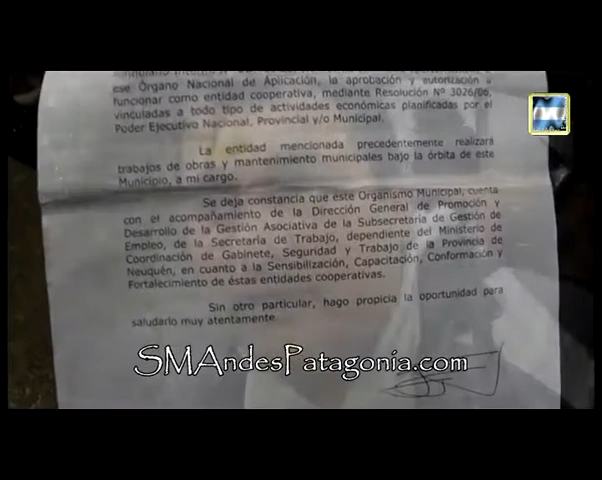 ese Órgano Nacional de Aplicación, la aprobación y autorización a
funcionar como entidad cooperativa, mediante Resolución Nº 3026/06,
vinculadas a todo tipo de actividades económicas planificadas por el
Poder Ejecutivo Nacional, Provincial y/o Municipal.
La entidad mencionada precedentemente realizará
trabajos de obras y mantenimiento municipales bajo la órbita de este
Municipio, a mi cargo.
Se deja constancia que este Organismo Municipal, cuenta
con el acompañamiento de la Dirección General de Promoción y
Desarrollo de la Gestión Asociativa de la Subsecretaría de Gestión de
Empleo, de la Secretaría de Trabajo, dependiente del Ministerio de
Coordinación de Gabinete, Seguridad y Trabajo de la Provincia de
Neuquén, en cuanto a la Sensibilización, Capacitación, Conformación y
Fortalecimiento de éstas entidades cooperativas.
Sin otro particular, hago propicia la oportunidad para
saludarlo muy atentamente
SMAndesPatagonia.com